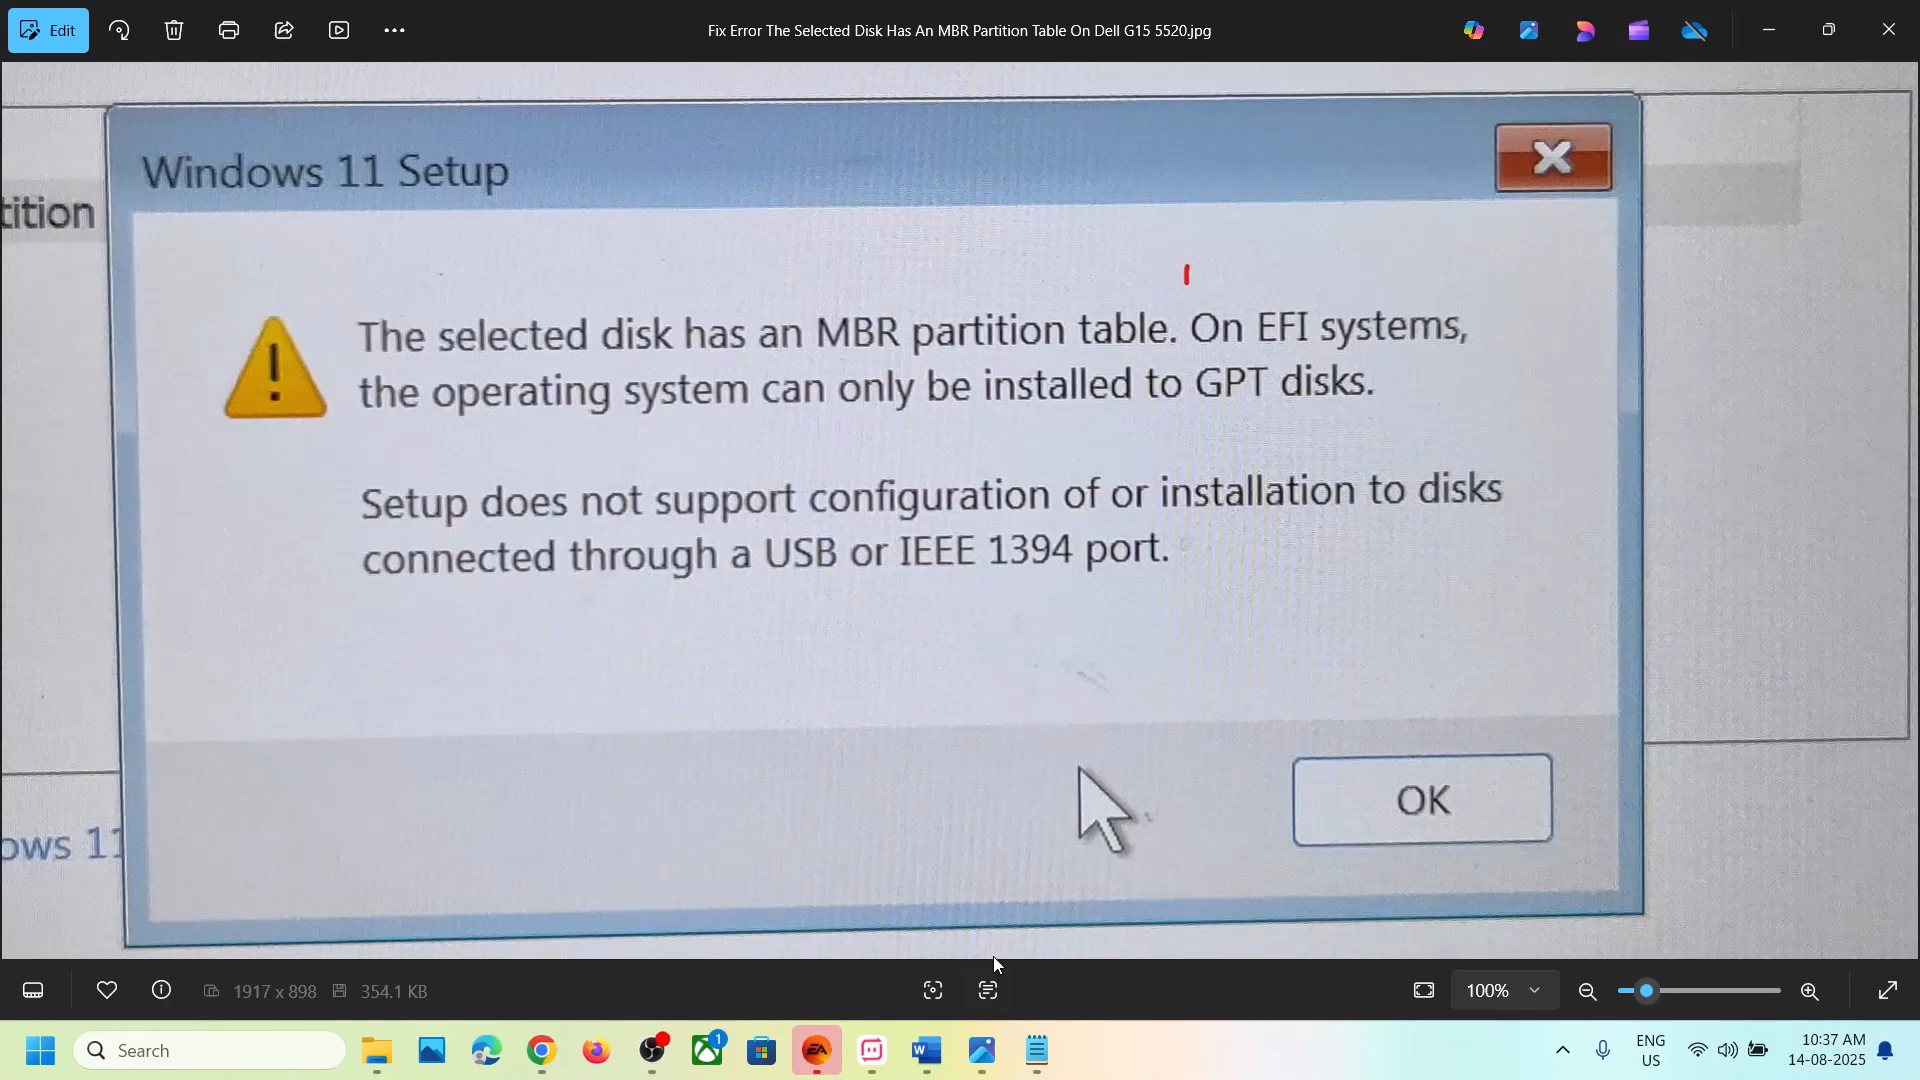 Edit
Fix Error The Selected Disk Has An MBR Partition Table On Dell G15 5520.jpg
Windows 11 Setup
tition
The selected disk has an MBR partition table. On EFI systems,
the operating system can only be installed to GPT disks.
Setup does not support configuration of or installation to disks
connected through a USB or IEEE 1394 port.
OK
ows 11
1917 x 898
354.1 KB
100%
Search
1
ENG
US
10:37 AM
14-08-2025